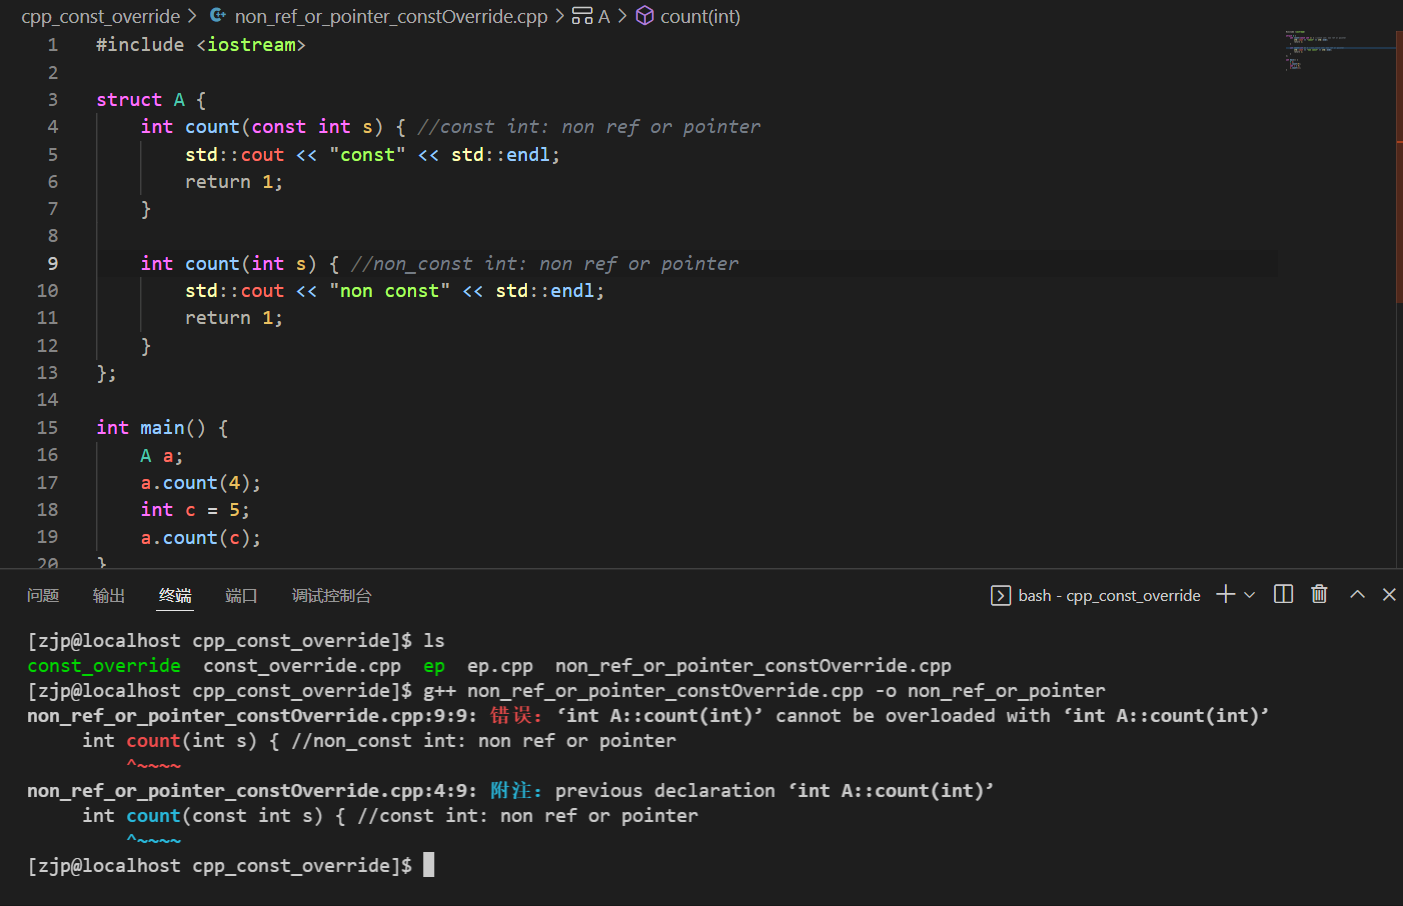 cpp_const_override > non_ref_or_pointer_constOverride.cpp > A > count(int)
1 #include <iostream>
2
3 struct A {
4     int count(const int s) { //const int: non ref or pointer
5         std::cout << "const" << std::endl;
6         return 1;
7     }
8
9     int count(int s) { //non_const int: non ref or pointer
10         std::cout << "non const" << std::endl;
11         return 1;
12     }
13 };
14
15 int main() {
16     A a;
17     a.count(4);
18     int c = 5;
19     a.count(c);
20 }
问题 输出 终端 端口 调试控制台 bash - cpp_const_override
[zjp@localhost cpp_const_override]$ ls
const_override  const_override.cpp  ep  ep.cpp  non_ref_or_pointer_constOverride.cpp
[zjp@localhost cpp_const_override]$ g++ non_ref_or_pointer_constOverride.cpp -o non_ref_or_pointer
non_ref_or_pointer_constOverride.cpp:9:9: 错误：‘int A::count(int)’ cannot be overloaded with ‘int A::count(int)’
     int count(int s) { //non_const int: non ref or pointer
         ^~~~~
non_ref_or_pointer_constOverride.cpp:4:9: 附注：previous declaration ‘int A::count(int)’
     int count(const int s) { //const int: non ref or pointer
         ^~~~~
[zjp@localhost cpp_const_override]$